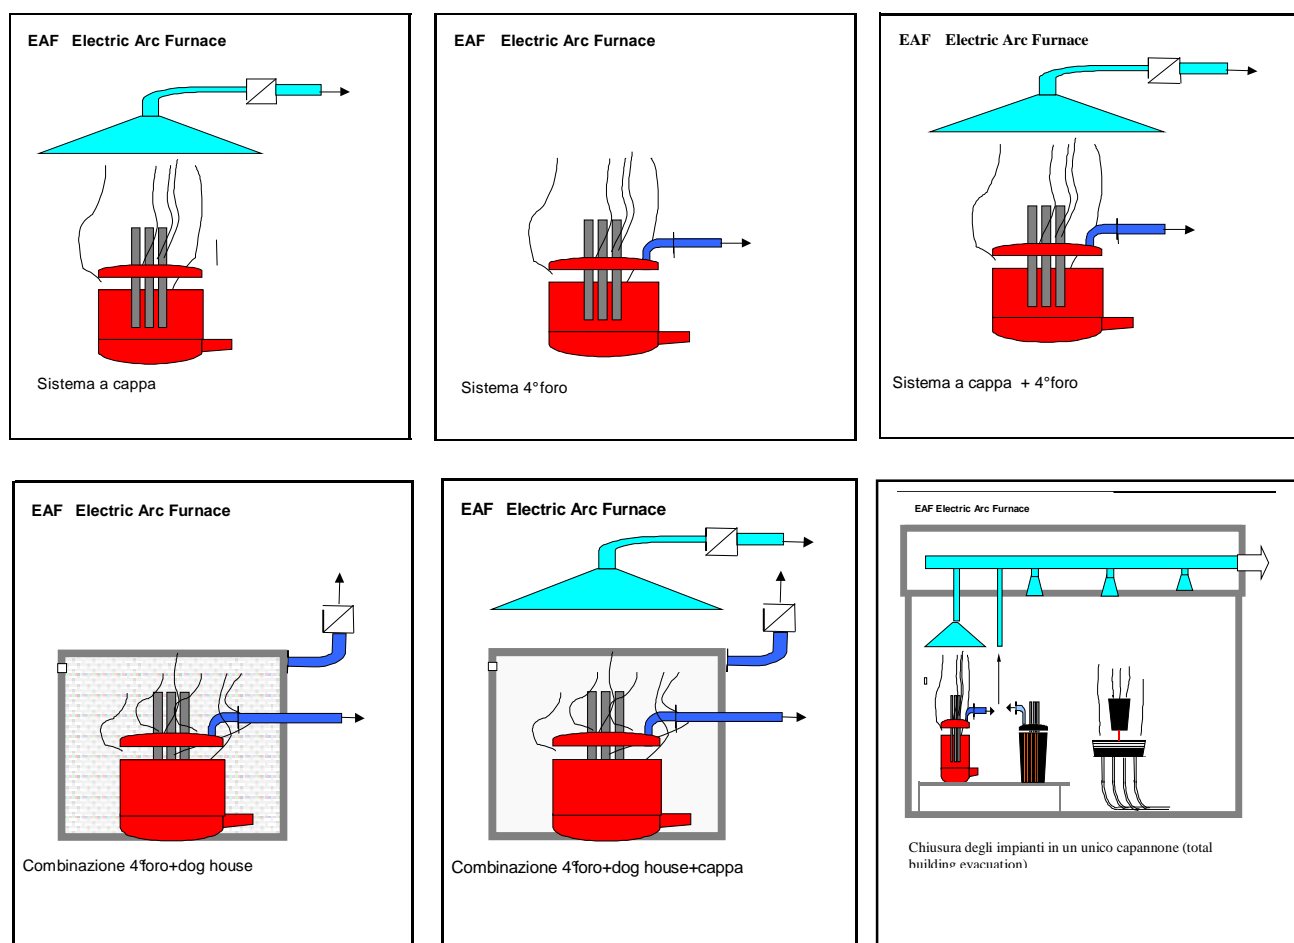 EAF Electric Arc Furnace
Sistema a cappa
EAF Electric Arc Furnace
Sistema 4°foro
EAF Electric Arc Furnace
Sistema a cappa + 4°foro
EAF Electric Arc Furnace
Combinazione 4°foro+dog house
EAF Electric Arc Furnace
Combinazione 4°foro+dog house+cappa
EAF Electric Arc Furnace
Chiusura degli impianti in un unico capannone (total
building evacuation)